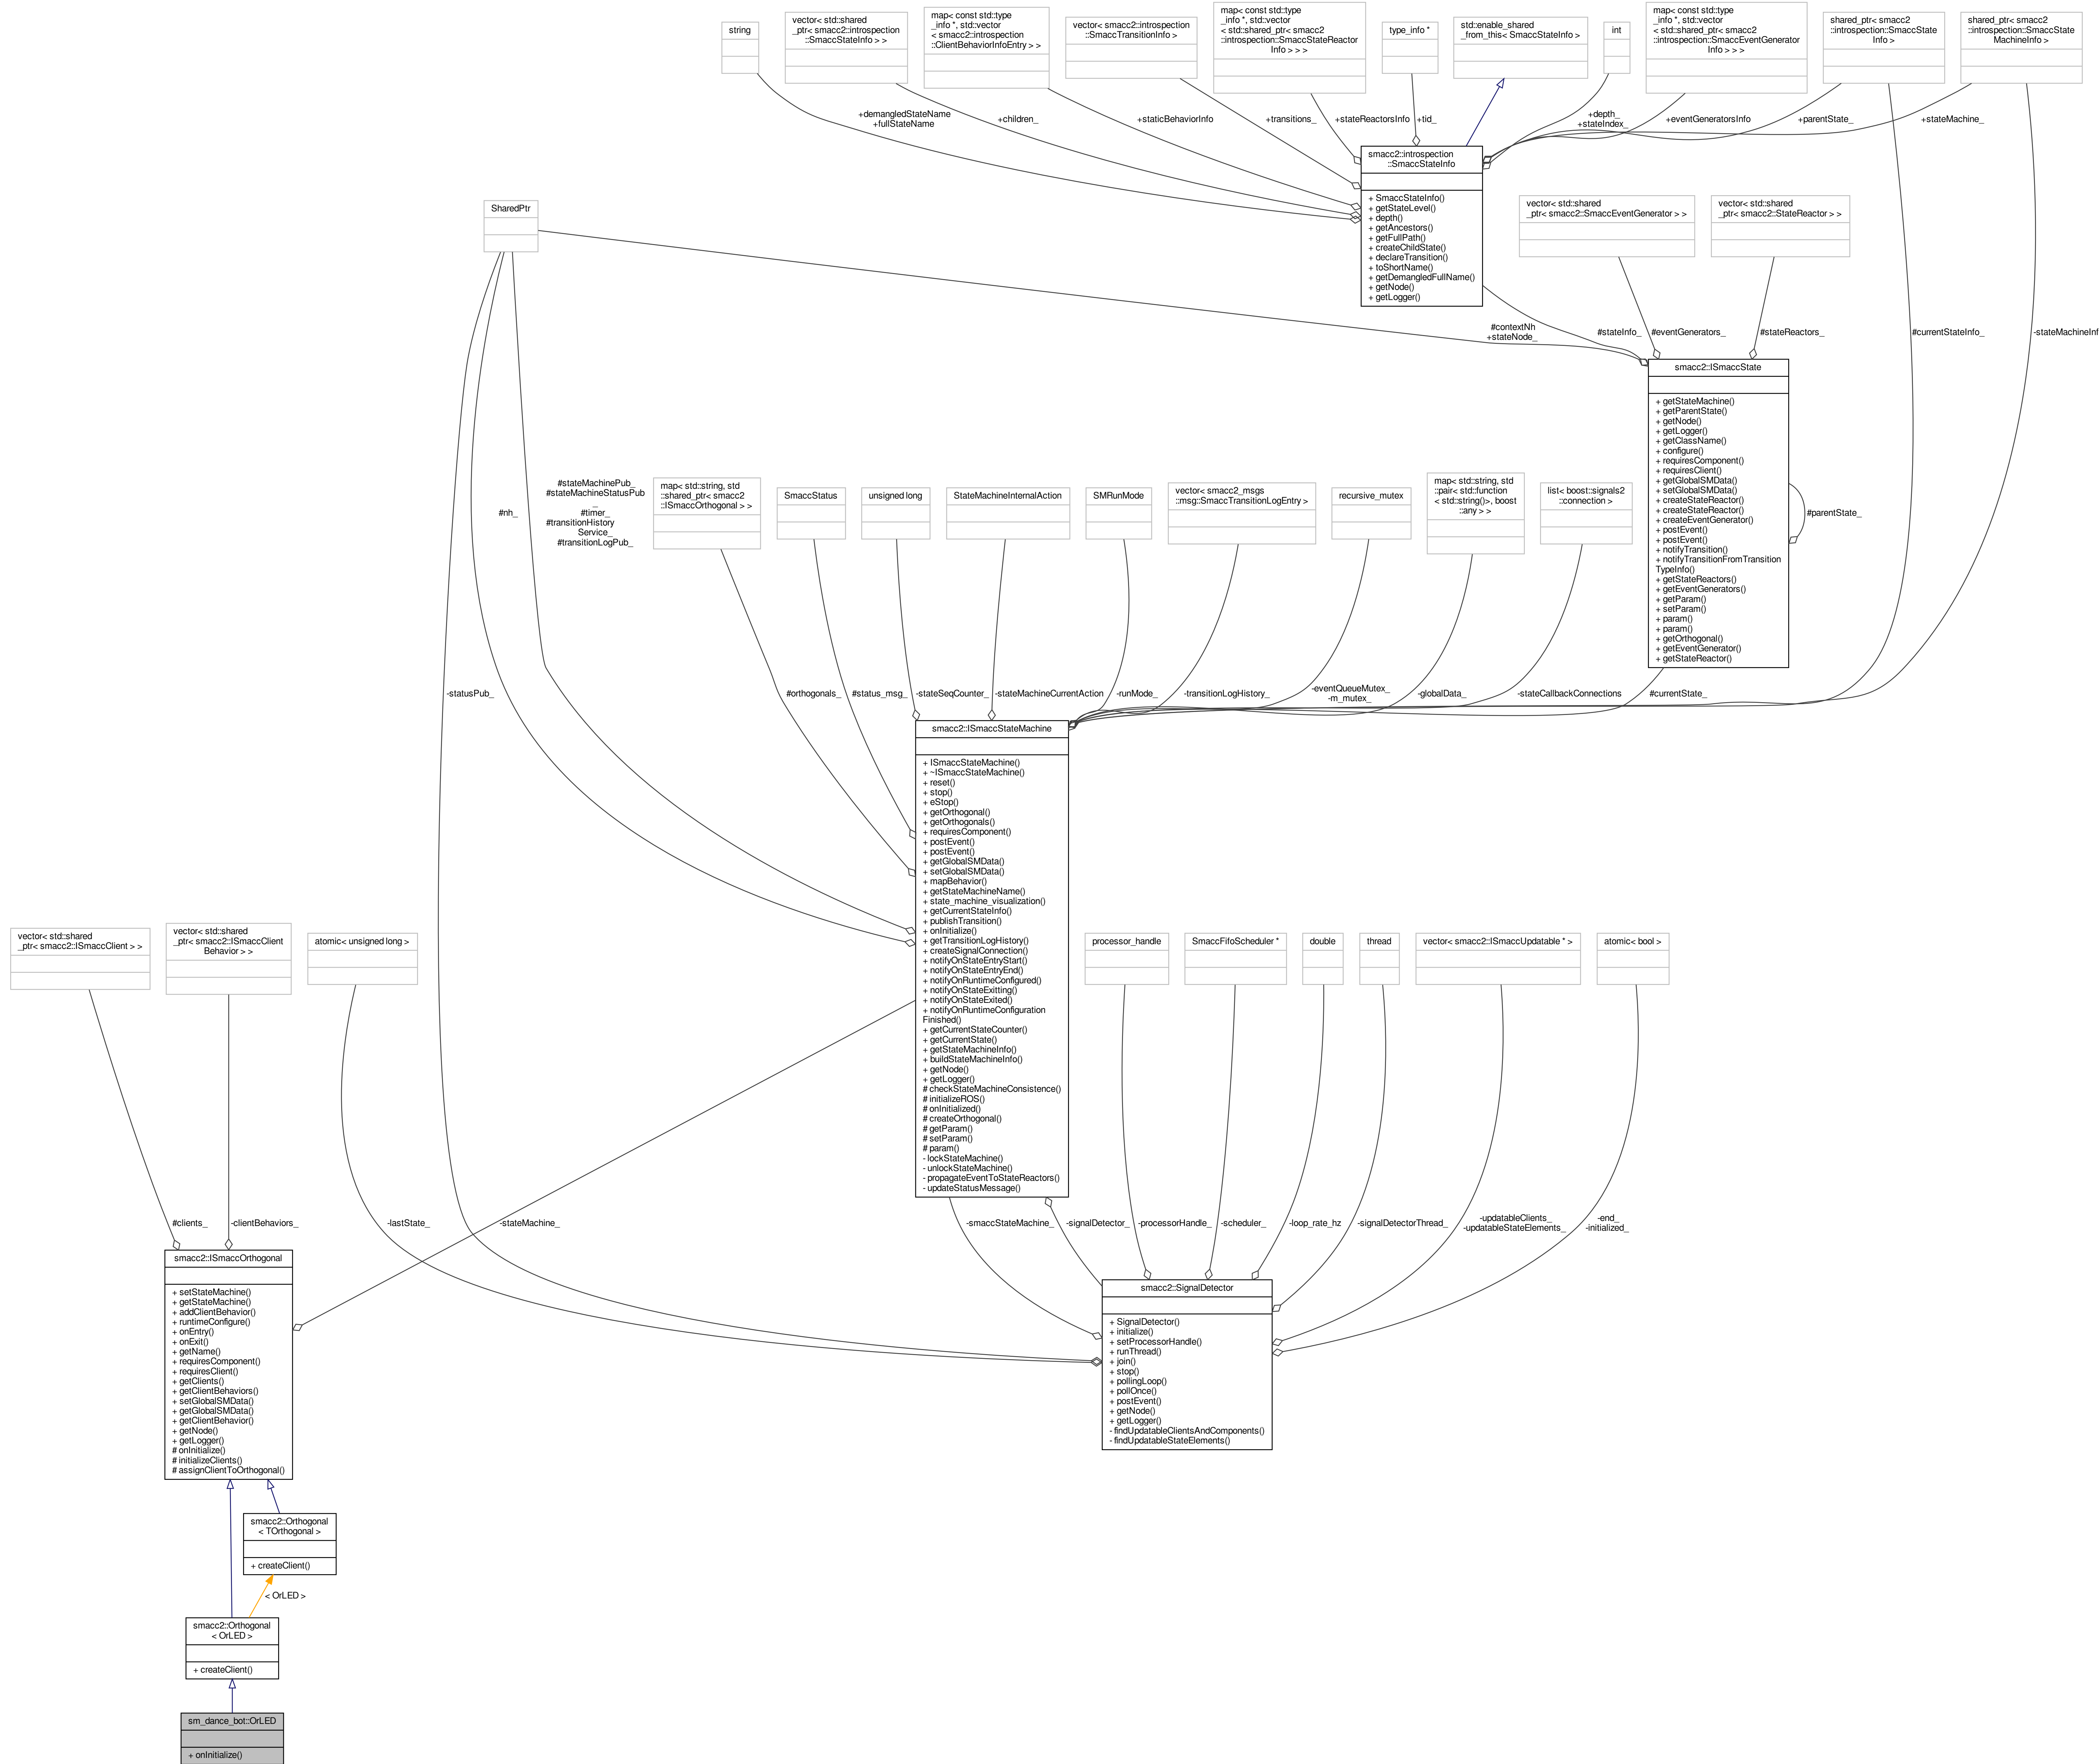 string
vector< std::shared
_ptr< smacc2::introspection
::SmaccStateInfo > >
map< const std::type
_info *, std::vector
< smacc2::introspection
::ClientBehaviorInfoEntry > >
vector< smacc2::introspection
::SmaccTransitionInfo >
map< const std::type
_info *, std::vector
< std::shared_ptr< smacc2
::introspection::SmaccStateReactor
Info > > >
type_info *
std::enable_shared
_from_this< SmaccStateInfo >
int
map< const std::type
_info *, std::vector
< std::shared_ptr< smacc2
::introspection::SmaccEventGenerator
Info > > >
shared_ptr< smacc2
::introspection::SmaccState
Info >
shared_ptr< smacc2
::introspection::SmaccState
MachineInfo >
+demangledStateName
+fullStateName
+children_
+staticBehaviorInfo
+transitions_
+stateReactorsInfo
+tid_
+depth_
+stateIndex_
+eventGeneratorsInfo
+parentState_
+stateMachine_
smacc2::introspection
::SmaccStateInfo
+ SmaccStateInfo()
+ getStateLevel()
+ depth()
+ getAncestors()
+ getFullPath()
+ createChildState()
+ declareTransition()
+ toShortName()
+ getDemangledFullName()
+ getNode()
+ getLogger()
SharedPtr
vector< std::shared
_ptr< smacc2::SmaccEventGenerator > >
vector< std::shared
_ptr< smacc2::StateReactor > >
#contextNh
+stateNode_
#stateInfo_
#eventGenerators_
#stateReactors_
#currentStateInfo_
-stateMachineInf
smacc2::ISmaccState
+ getStateMachine()
+ getParentState()
+ getNode()
+ getLogger()
+ getClassName()
+ configure()
+ requiresComponent()
+ requiresClient()
+ getGlobalSMData()
+ setGlobalSMData()
+ createStateReactor()
+ createStateReactor()
+ createEventGenerator()
+ postEvent()
+ postEvent()
+ notifyTransition()
+ notifyTransitionFromTransition
TypeInfo()
+ getStateReactors()
+ getEventGenerators()
+ getParam()
+ setParam()
+ param()
+ param()
+ getOrthogonal()
+ getEventGenerator()
+ getStateReactor()
#parentState_
#nh_
#stateMachinePub_
#stateMachineStatusPub
_
#timer_
#transitionHistory
Service_
#transitionLogPub_
map< std::string, std
::shared_ptr< smacc2
::ISmaccOrthogonal > >
SmaccStatus
unsigned long
StateMachineInternalAction
SMRunMode
vector< smacc2_msgs
::msg::SmaccTransitionLogEntry >
recursive_mutex
map< std::string, std
::pair< std::function
< std::string()>, boost
::any > >
list< boost::signals2
::connection >
-statusPub_
#orthogonals_
#status_msg_
-stateSeqCounter_
-stateMachineCurrentAction
-runMode_
-transitionLogHistory_
-eventQueueMutex_
-m_mutex_
-globalData_
-stateCallbackConnections
#currentState_
smacc2::ISmaccStateMachine
+ ISmaccStateMachine()
+ ~ISmaccStateMachine()
+ reset()
+ stop()
+ eStop()
+ getOrthogonal()
+ getOrthogonals()
+ requiresComponent()
+ postEvent()
+ postEvent()
+ getGlobalSMData()
+ setGlobalSMData()
+ mapBehavior()
+ getStateMachineName()
+ state_machine_visualization()
+ getCurrentStateInfo()
+ publishTransition()
+ onInitialize()
+ getTransitionLogHistory()
+ createSignalConnection()
+ notifyOnStateEntryStart()
+ notifyOnStateEntryEnd()
+ notifyOnRuntimeConfigured()
+ notifyOnStateExitting()
+ notifyOnStateExited()
+ notifyOnRuntimeConfiguration
Finished()
+ getCurrentStateCounter()
+ getCurrentState()
+ getStateMachineInfo()
+ buildStateMachineInfo()
+ getNode()
+ getLogger()
# checkStateMachineConsistence()
# initializeROS()
# onInitialized()
# createOrthogonal()
# getParam()
# setParam()
# param()
- lockStateMachine()
- unlockStateMachine()
- propagateEventToStateReactors()
- updateStatusMessage()
vector< std::shared
_ptr< smacc2::ISmaccClient > >
vector< std::shared
_ptr< smacc2::ISmaccClient
Behavior > >
atomic< unsigned long >
processor_handle
SmaccFifoScheduler *
double
thread
vector< smacc2::ISmaccUpdatable * >
atomic< bool >
#clients_
-clientBehaviors_
-lastState_
-stateMachine_
-smaccStateMachine_
-signalDetector_
-processorHandle_
-scheduler_
-loop_rate_hz
-signalDetectorThread_
-updatableClients_
-updatableStateElements_
-end_
-initialized_
smacc2::ISmaccOrthogonal
+ setStateMachine()
+ getStateMachine()
+ addClientBehavior()
+ runtimeConfigure()
+ onEntry()
+ onExit()
+ getName()
+ requiresComponent()
+ requiresClient()
+ getClients()
+ getClientBehaviors()
+ setGlobalSMData()
+ getGlobalSMData()
+ getClientBehavior()
+ getNode()
+ getLogger()
# onInitialize()
# initializeClients()
# assignClientToOrthogonal()
smacc2::SignalDetector
+ SignalDetector()
+ initialize()
+ setProcessorHandle()
+ runThread()
+ join()
+ stop()
+ pollingLoop()
+ pollOnce()
+ postEvent()
+ getNode()
+ getLogger()
- findUpdatableClientsAndComponents()
- findUpdatableStateElements()
smacc2::Orthogonal
< TOrthogonal >
+ createClient()
< OrLED >
smacc2::Orthogonal
< OrLED >
+ createClient()
sm_dance_bot::OrLED
+ onInitialize()